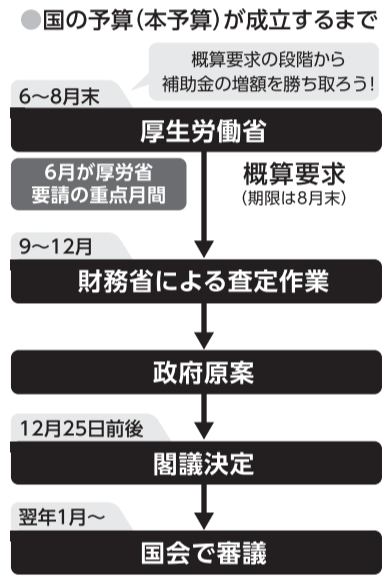 ●国の予算（本予算）が成立するまで
概算要求の段階から
補助金の増額を勝ち取ろう!
6〜8月末
厚生労働省
6月が厚労省
要請の重点月間
概算要求
（期限は8月末）
9〜12月
財務省による査定作業
政府原案
12月25日前後
閣議決定
翌年1月〜
国会で審議